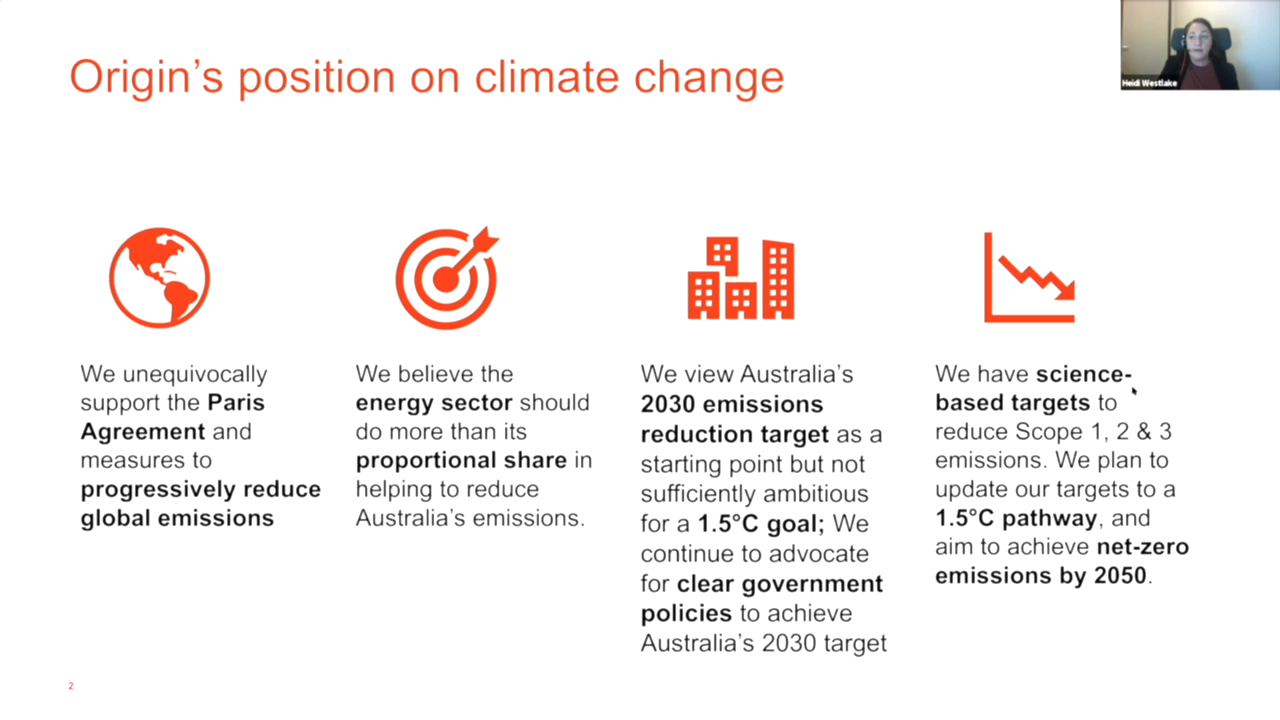 Origin's position on climate change
Heidi Westlake
We unequivocally
support the Paris
Agreement and
measures to
progressively reduce
global emissions
We believe the
energy sector should
do more than its
proportional share in
helping to reduce
Australia's emissions.
We view Australia's
2030 emissions
reduction target as a
starting point but not
sufficiently ambitious
for a 1.5°C goal; We
continue to advocate
for clear government
policies to achieve
Australia's 2030 target
We have science-
based targets to
reduce Scope 1, 2 & 3
emissions. We plan to
update our targets to a
1.5°C pathway, and
aim to achieve net-zero
emissions by 2050.
2